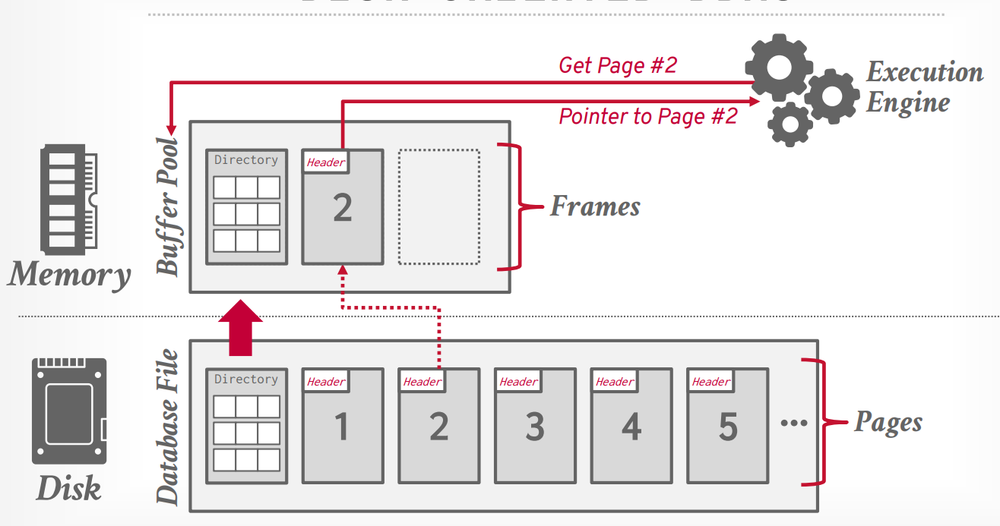 Get Page #2
Execution
Engine
Pointer to Page #2
Buffer Pool
Directory
Header
2
Frames
Memory
Database File
Directory
Header
1
Header
2
Header
3
Header
4
Header
5
...
Pages
Disk